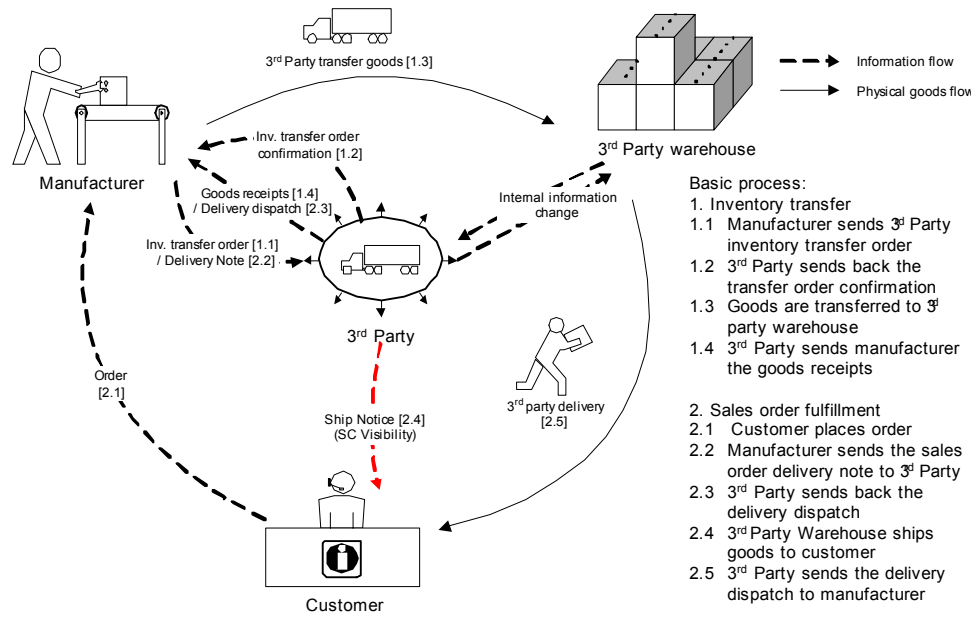 3rd Party transfer goods [1.3]
Information flow
Physical goods flow
Inv. transfer order
confirmation [1.2]
3rd Party warehouse
Manufacturer
Goods receipts [1.4]
/ Delivery dispatch [2.3]
Internal information
change
Inv. transfer order [1.1]
/ Delivery Note [2.2]
3rd Party
Order
[2.1]
3rd party delivery
[2.5]
Ship Notice [2.4]
(SC Visibility)
Customer
Basic process:
1. Inventory transfer
1.1 Manufacturer sends 3rd Party
inventory transfer order
1.2 3rd Party sends back the
transfer order confirmation
1.3 Goods are transferred to 3rd
party warehouse
1.4 3rd Party sends manufacturer
the goods receipts
2. Sales order fulfillment
2.1 Customer places order
2.2 Manufacturer sends the sales
order delivery note to 3rd Party
2.3 3rd Party sends back the
delivery dispatch
2.4 3rd Party Warehouse ships
goods to customer
2.5 3rd Party sends the delivery
dispatch to manufacturer